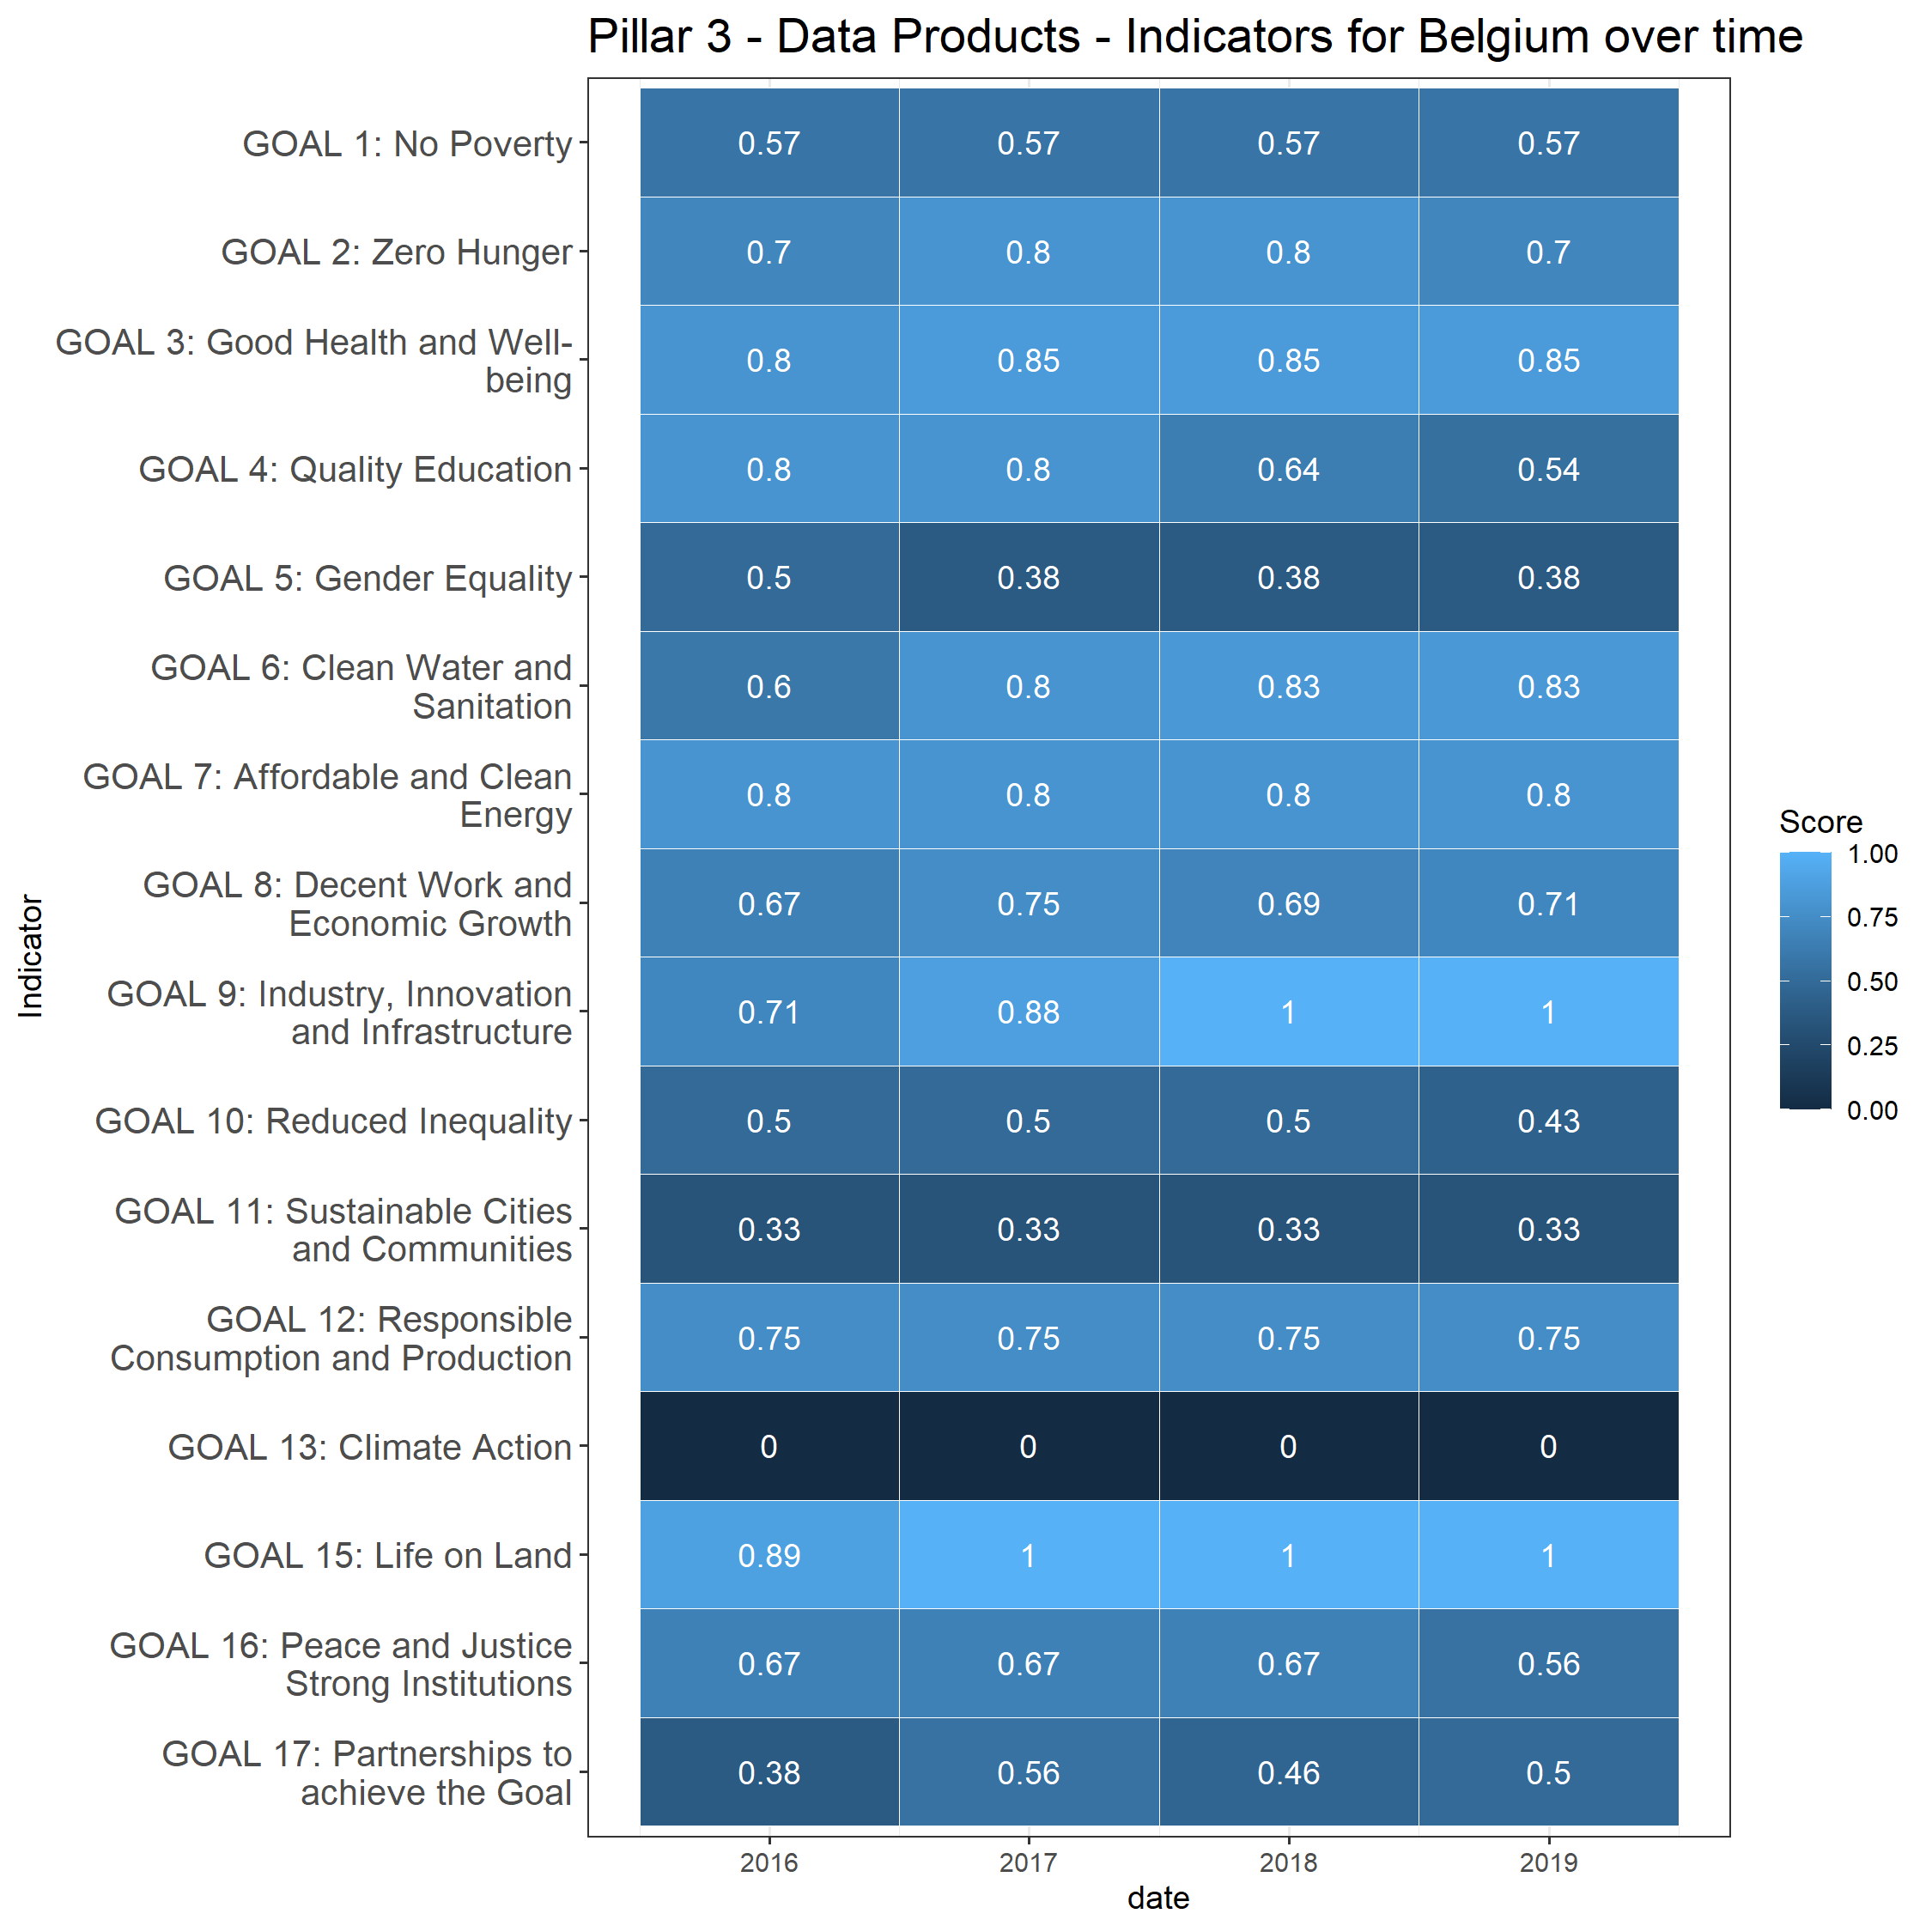 Pillar 3 - Data Products - Indicators for Belgium over time
GOAL 1: No Poverty
0.57 0.57 0.57 0.57
GOAL 2: Zero Hunger
0.7 0.8 0.8 0.7
GOAL 3: Good Health and Well-
being
0.8 0.85 0.85 0.85
GOAL 4: Quality Education
0.8 0.8 0.64 0.54
GOAL 5: Gender Equality
0.5 0.38 0.38 0.38
GOAL 6: Clean Water and
Sanitation
0.6 0.8 0.83 0.83
GOAL 7: Affordable and Clean
Energy
0.8 0.8 0.8 0.8
GOAL 8: Decent Work and
Economic Growth
0.67 0.75 0.69 0.71
GOAL 9: Industry, Innovation
and Infrastructure
0.71 0.88 1 1
GOAL 10: Reduced Inequality
0.5 0.5 0.5 0.43
GOAL 11: Sustainable Cities
and Communities
0.33 0.33 0.33 0.33
GOAL 12: Responsible
Consumption and Production
0.75 0.75 0.75 0.75
GOAL 13: Climate Action
0 0 0 0
GOAL 15: Life on Land
0.89 1 1 1
GOAL 16: Peace and Justice
Strong Institutions
0.67 0.67 0.67 0.56
GOAL 17: Partnerships to
achieve the Goal
0.38 0.56 0.46 0.5
2016 2017 2018 2019
date
Indicator
Score
1.00
0.75
0.50
0.25
0.00